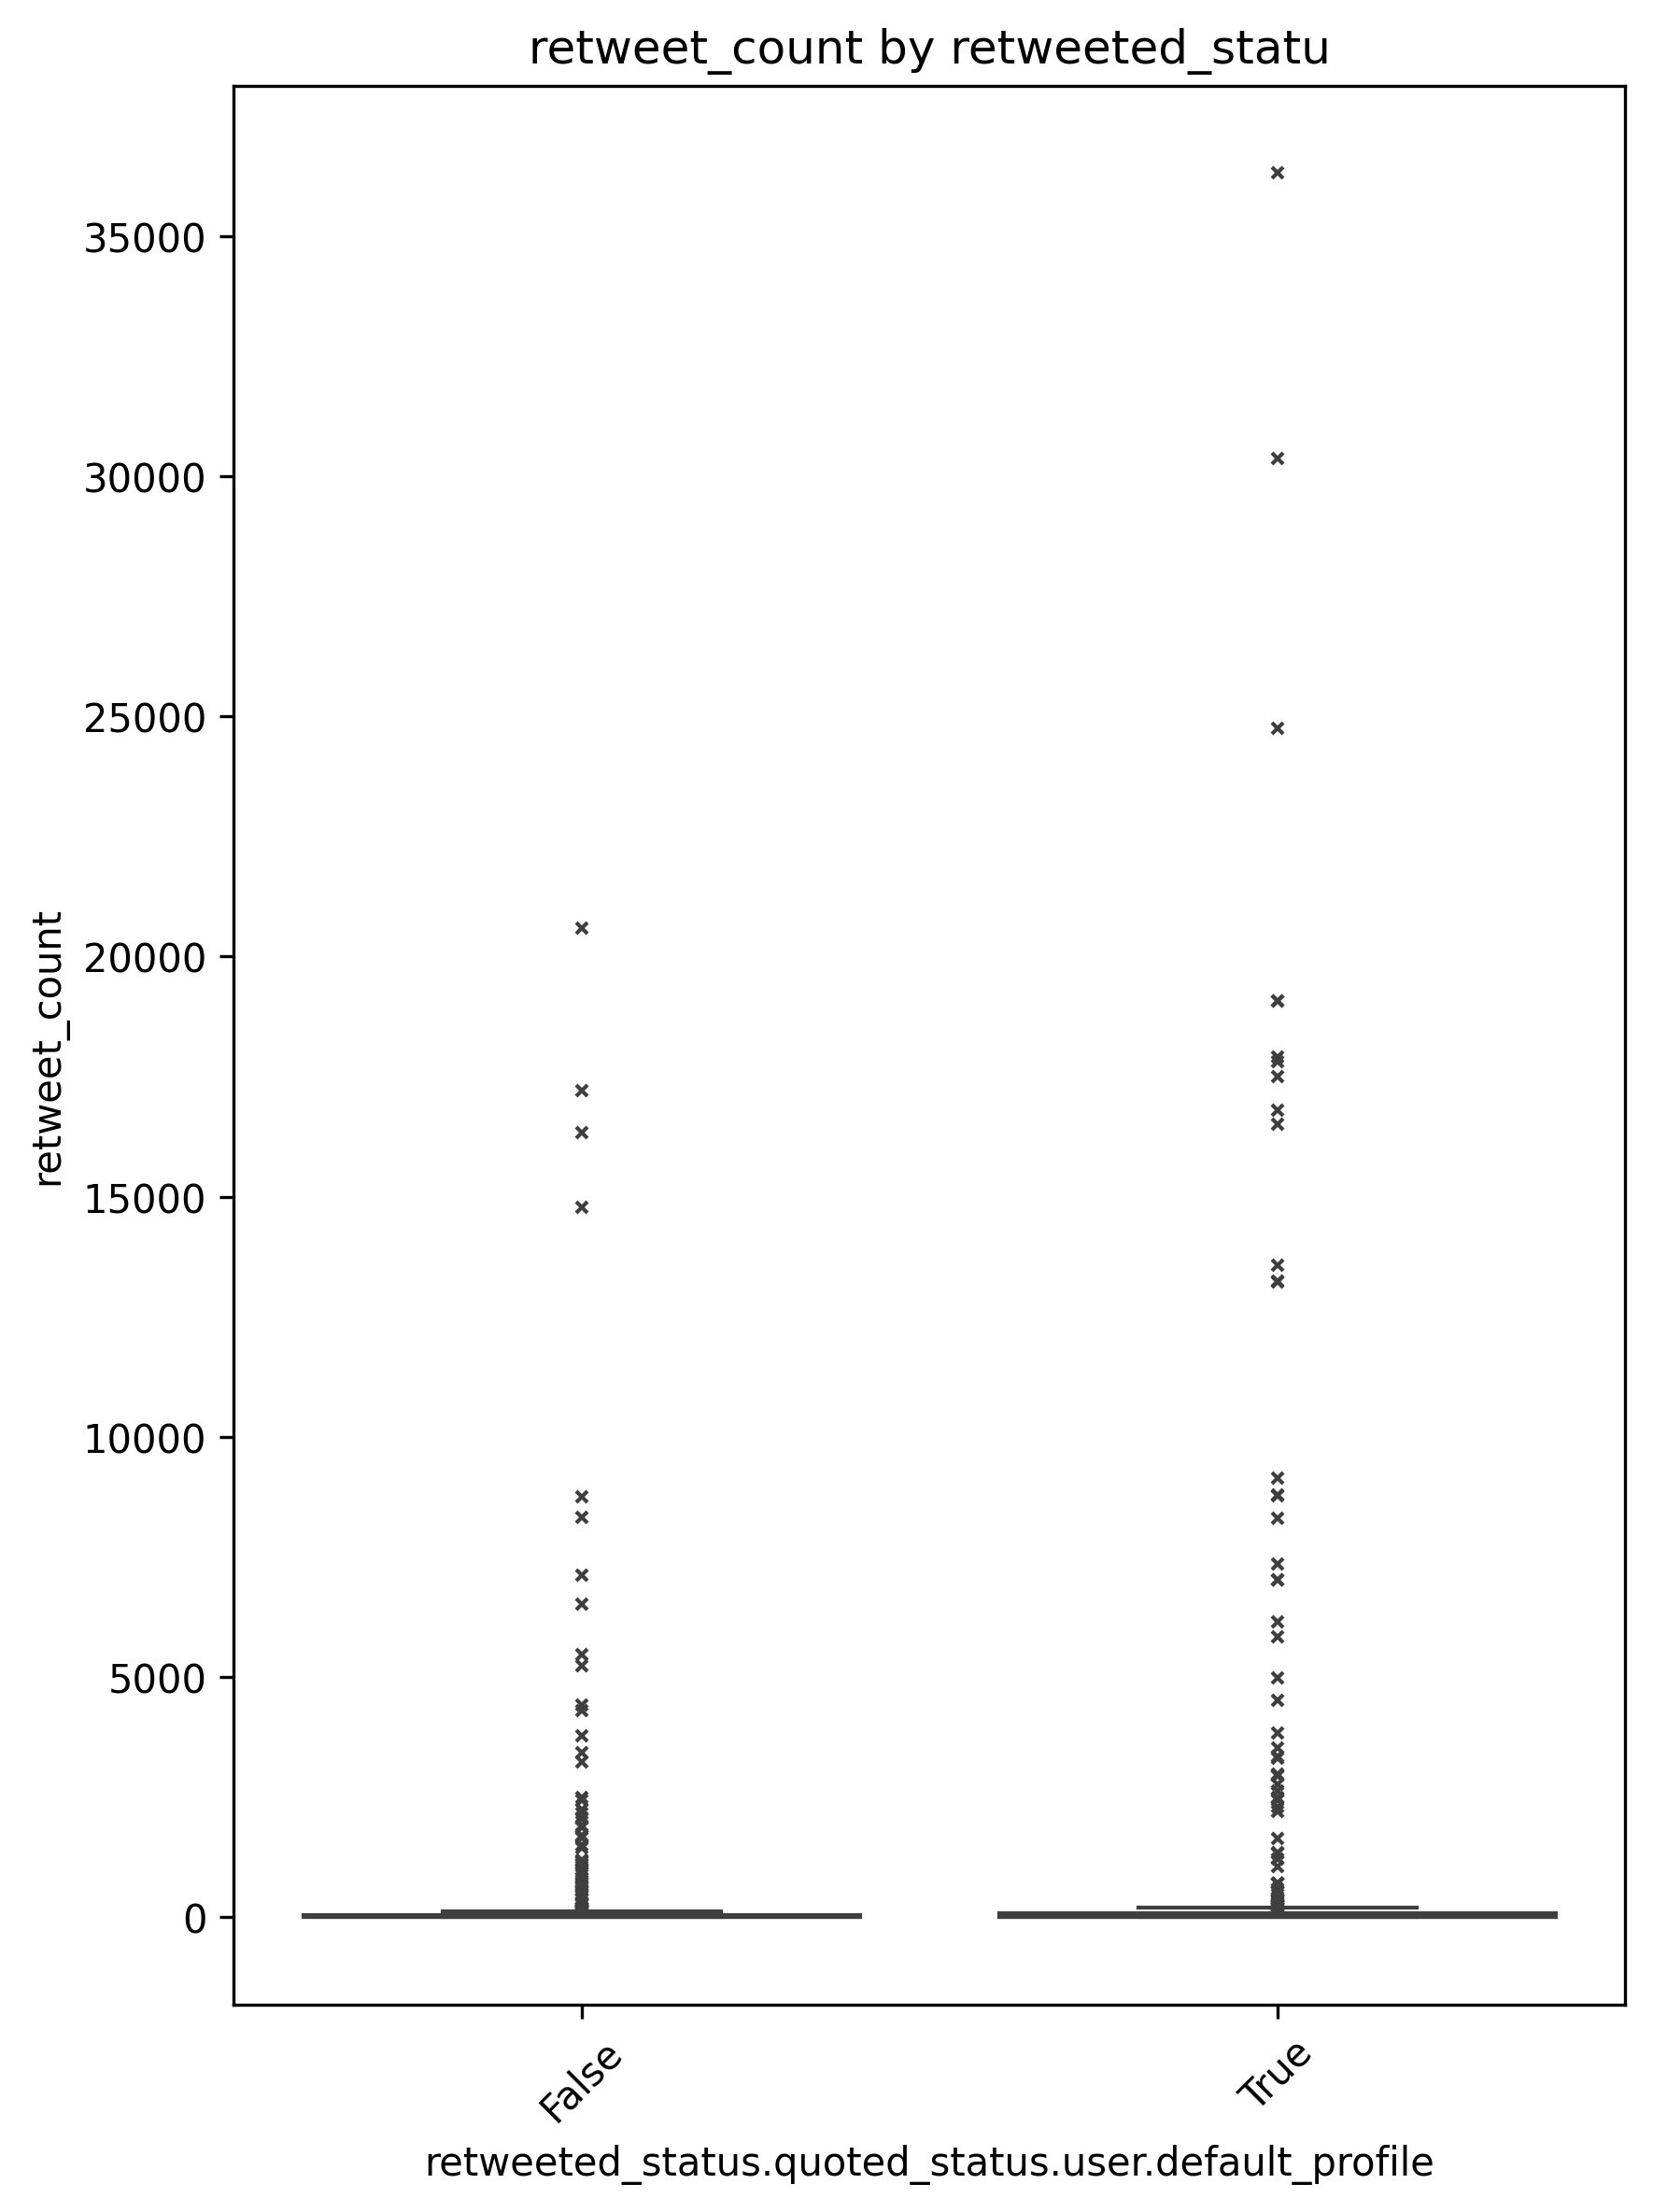 retweet_count by retweeted_statu
retweet_count
35000
30000
25000
20000
15000
10000
5000
0
False
True
retweeted_status.quoted_status.user.default_profile